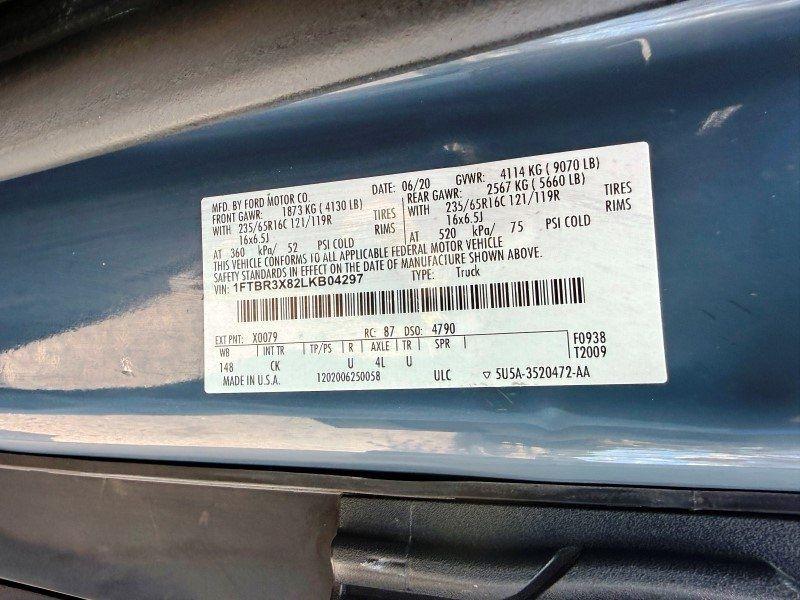 MFD. BY FORD MOTOR CO. DATE: 06/20 GVWR: 4114 KG ( 9070 LB)
FRONT GAWR: 1873 KG ( 4130 LB) REAR GAWR: 2567 KG ( 5660 LB)
WITH 235/65R16C 121/119R TIRES WITH 235/65R16C 121/119R TIRES
16x6.5J RIMS 16x6.5J RIMS
AT 360 kPa/ 52 PSI COLD AT 520 kPa/ 75 PSI COLD
THIS VEHICLE CONFORMS TO ALL APPLICABLE FEDERAL MOTOR VEHICLE
SAFETY STANDARDS IN EFFECT ON THE DATE OF MANUFACTURE SHOWN ABOVE.
VIN: 1FTBR3X82LKB04297 TYPE: Truck
EXT PNT: X0079 RC: 87 DSO: 4790
WB INT TR TP/PS R AXLE TR SPR F0938
148 CK U 4L U T2009
MADE IN U.S.A. 1202006250058 ULC ▽ 5U5A-3520472-AA